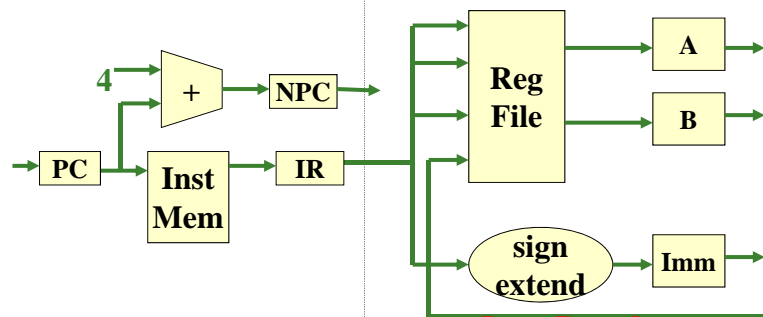 4
+
NPC
PC
Inst
Mem
IR
Reg
File
A
B
sign
extend
Imm